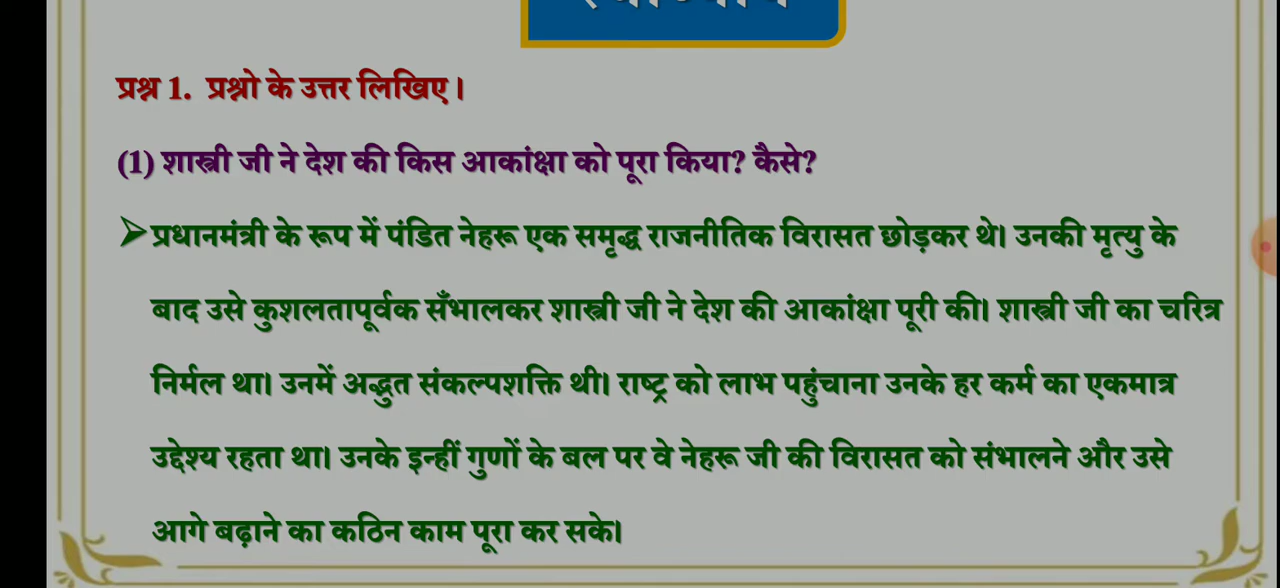 प्रश्न 1. प्रश्नो के उत्तर लिखिए।
(1) शास्त्री जी ने देश की किस आकांक्षा को पूरा किया? कैसे?
प्रधानमंत्री के रूप में पंडित नेहरू एक समृद्ध राजनीतिक विरासत छोड़कर थे। उनकी मृत्यु के
बाद उसे कुशलतापूर्वक सँभालकर शास्त्री जी ने देश की आकांक्षा पूरी की। शास्त्री जी का चरित्र
निर्मल था। उनमें अद्भुत संकल्पशक्ति थी। राष्ट्र को लाभ पहुंचाना उनके हर कर्म का एकमात्र
उद्देश्य रहता था। उनके इन्हीं गुणों के बल पर वे नेहरू जी की विरासत को संभालने और उसे
आगे बढ़ाने का कठिन काम पूरा कर सके।